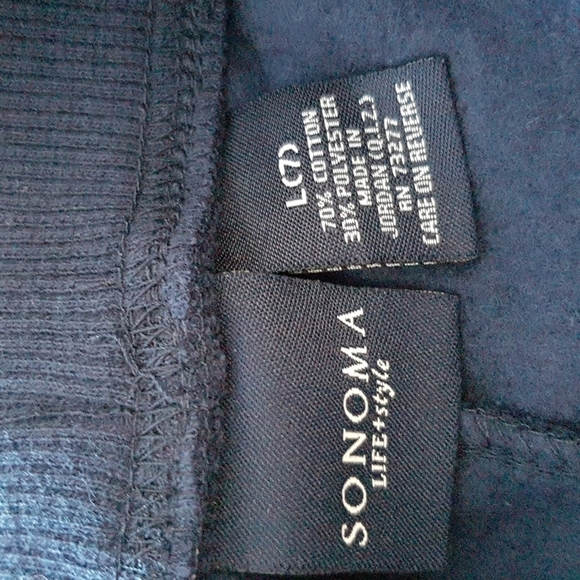 L(7)
70% COTTON
30% POLYESTER
MADE IN
JORDAN (Q.I.Z.)
RN 73277
CARE ON REVERSE
SONOMA
LIFE+style